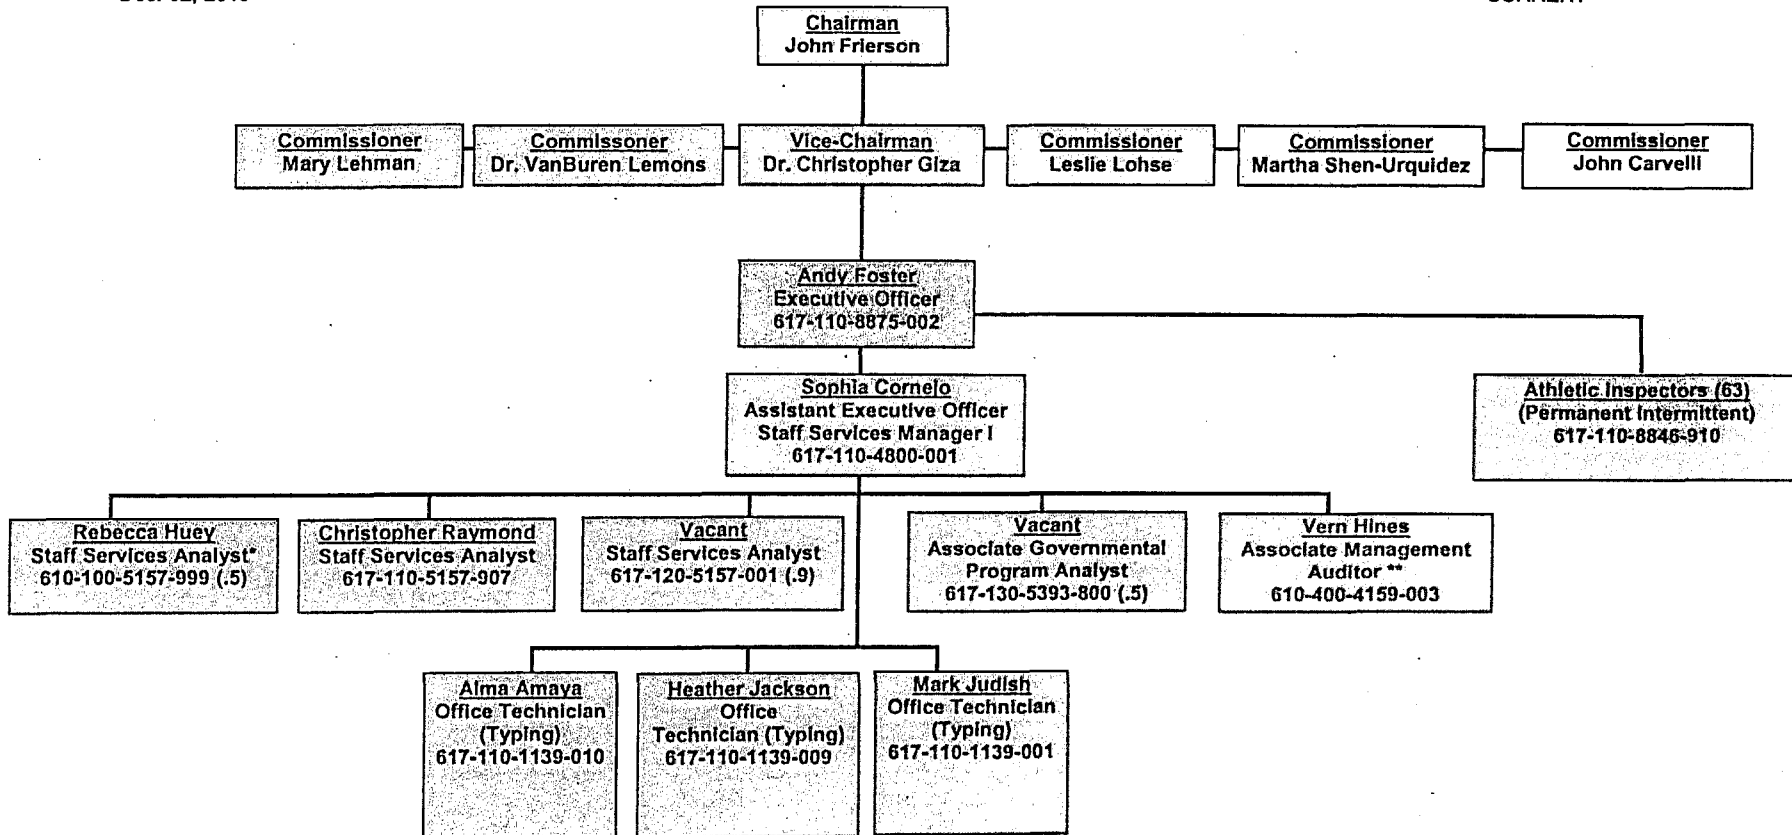 Chairman
John Frierson
Commissioner
Mary Lehman
Commissoner
Dr. VanBuren Lemons
Vice-Chairman
Dr. Christopher Giza
Commissioner
Leslie Lohse
Commissioner
Martha Shen-Urquidez
Commissioner
John Carvelli
Andy Foster
Executive Officer
617-110-8875-002
Sophia Cornejo
Assistant Executive Officer
Staff Services Manager I
617-110-4800-001
Athletic Inspectors (63)
(Permanent Intermittent)
617-110-8846-910
Rebecca Huey
Staff Services Analyst*
610-100-5157-999 (.5)
Christopher Raymond
Staff Services Analyst
617-110-5157-907
Vacant
Staff Services Analyst
617-120-5157-001 (.9)
Vacant
Associate Governmental
Program Analyst
617-130-5393-800 (.5)
Vern Hines
Associate Management
Auditor **
610-400-4159-003
Alma Amaya
Office Technician
(Typing)
617-110-1139-010
Heather Jackson
Office
Technician (Typing)
617-110-1139-009
Mark Judish
Office Technician
(Typing)
617-110-1139-001